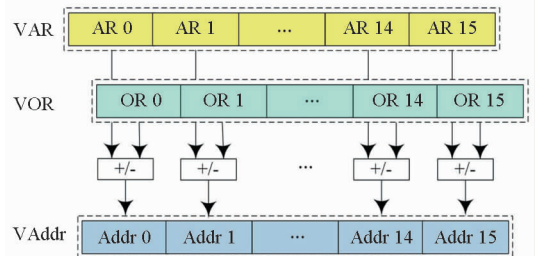 VAR AR 0 AR 1 ... AR 14 AR 15
VOR OR 0 OR 1 ... OR 14 OR 15
+/- +/- ... +/- +/-
VAddr Addr 0 Addr 1 ... Addr 14 Addr 15